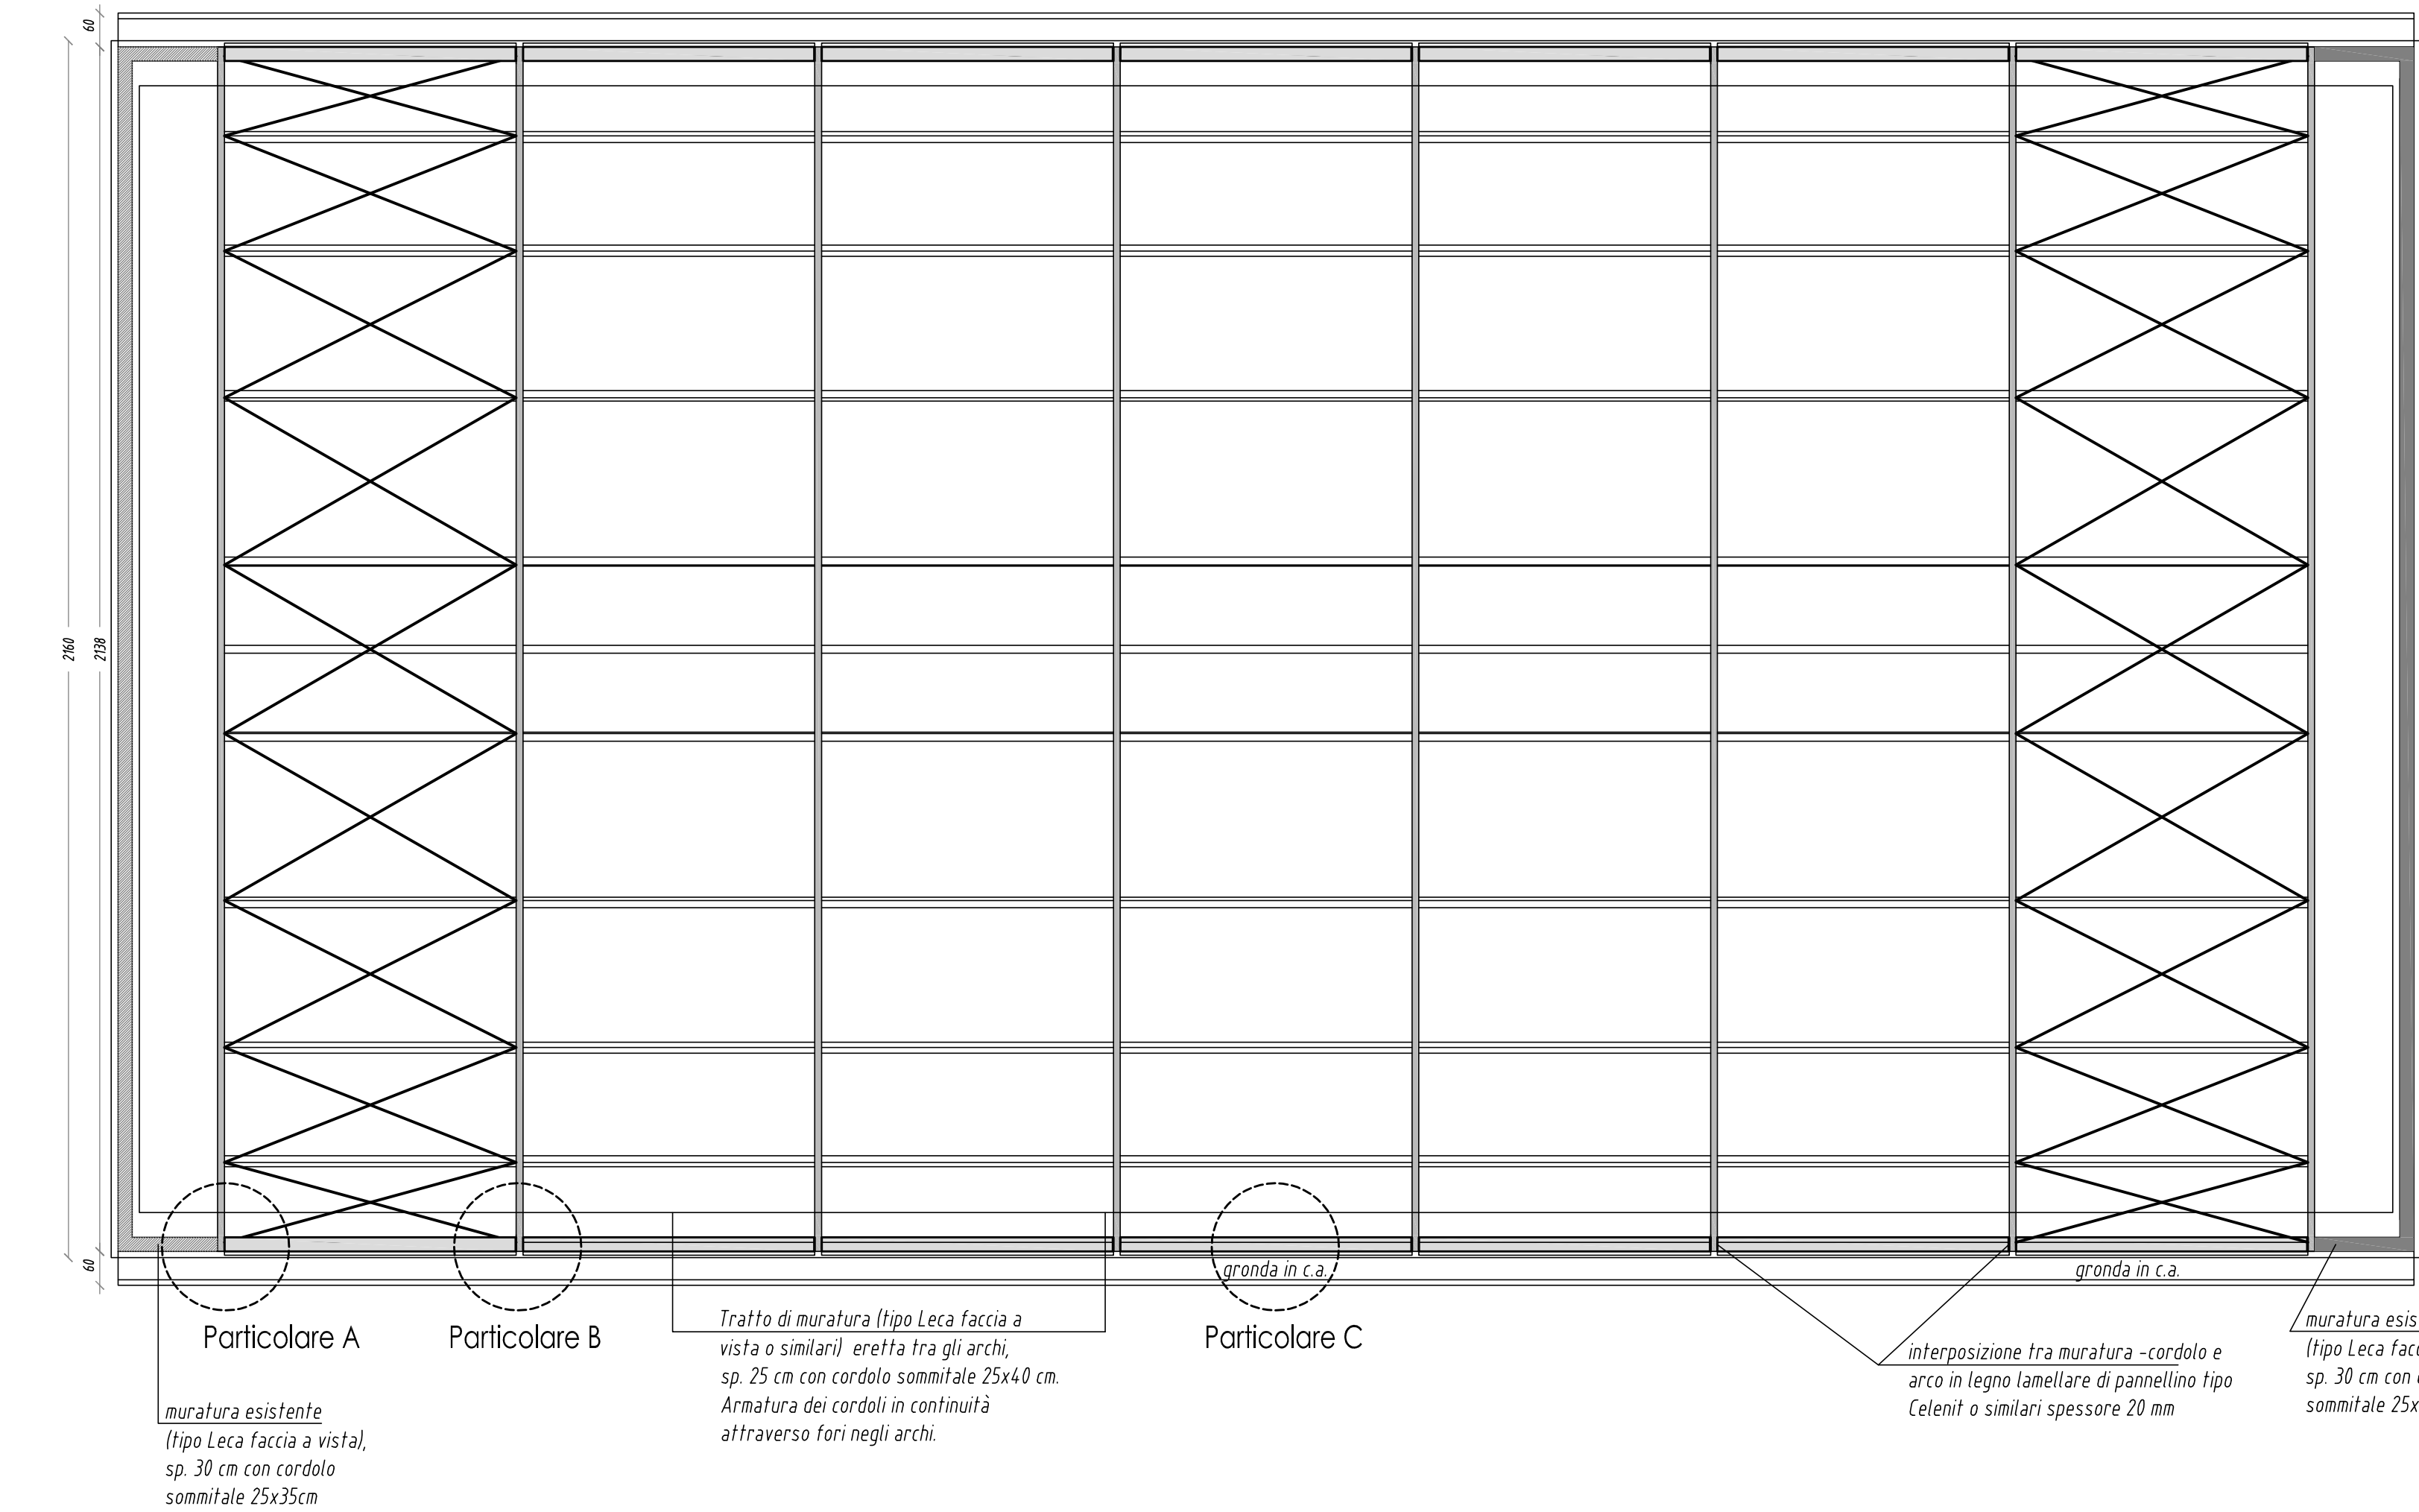 60
2160
2138
60
gronda in c.a.
gronda in c.a.
Particolare A
Particolare B
Particolare C
Tratto di muratura (tipo Leca faccia a
vista o similari) eretta tra gli archi,
sp. 25 cm con cordolo sommitale 25x40 cm.
Armatura dei cordoli in continuità
attraverso fori negli archi.
interposizione tra muratura -cordolo e
arco in legno lamellare di pannellino tipo
Celenit o similari spessore 20 mm
muratura esis
(tipo Leca facc
sp. 30 cm con
sommitale 25x
muratura esistente
(tipo Leca faccia a vista),
sp. 30 cm con cordolo
sommitale 25x35cm